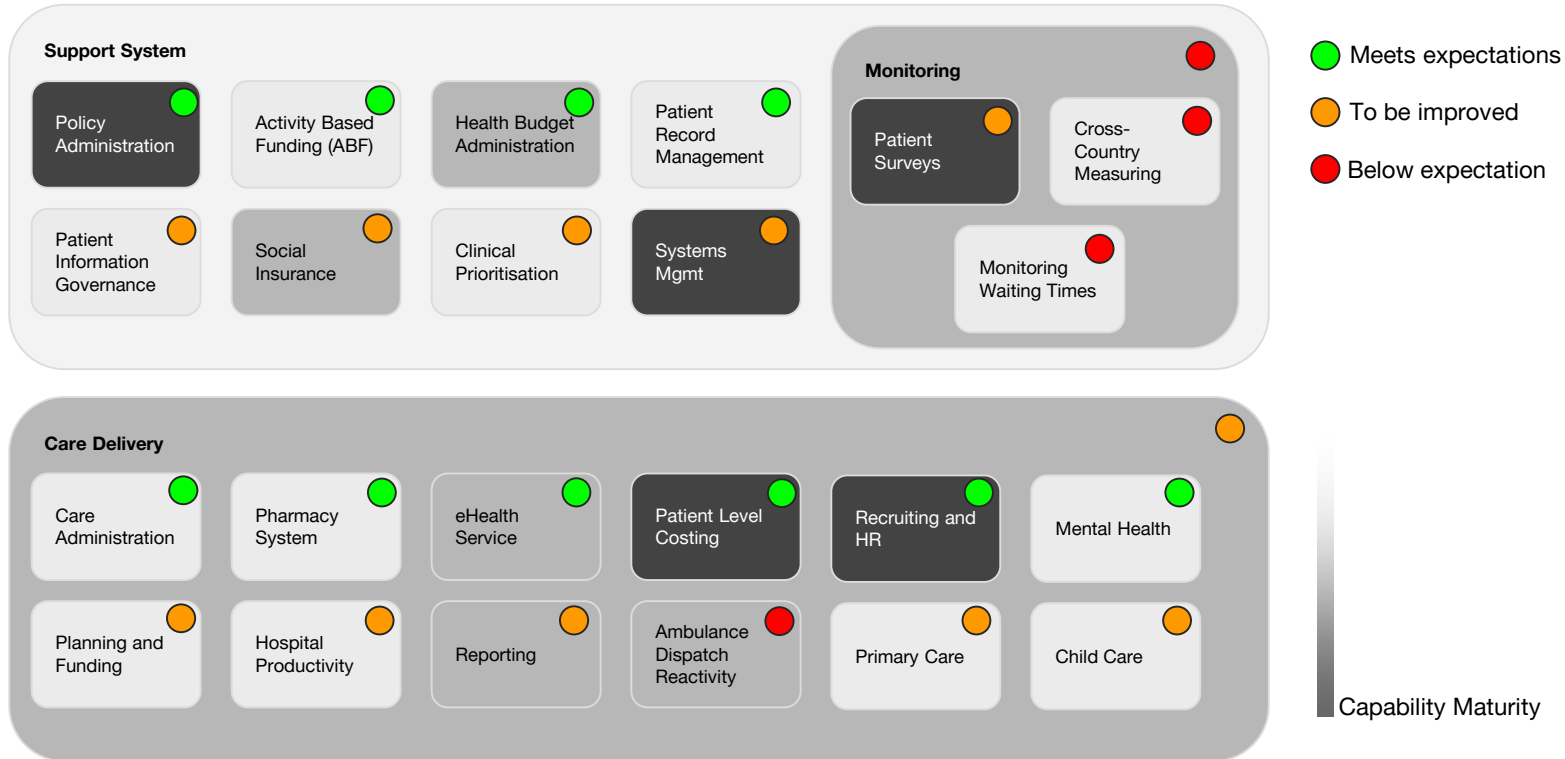 Support System
Policy
Administration
Activity Based
Funding (ABF)
Health Budget
Administration
Patient
Record
Management
Patient
Information
Governance
Social
Insurance
Clinical
Prioritisation
Systems
Mgmt
Monitoring
Patient
Surveys
Cross-
Country
Measuring
Monitoring
Waiting Times
Meets expectations
To be improved
Below expectation
Care Delivery
Care
Administration
Pharmacy
System
eHealth
Service
Patient Level
Costing
Recruiting and
HR
Mental Health
Planning and
Funding
Hospital
Productivity
Reporting
Ambulance
Dispatch
Reactivity
Primary Care
Child Care
Capability Maturity